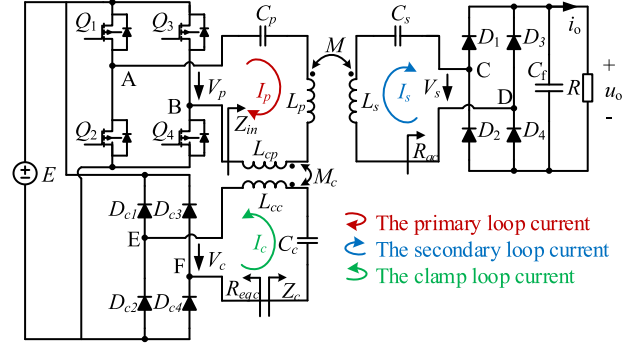 Q1 Q3 Cp M Cs io
A D1 D3
Vp Ip Lp Ls Is Vs C Cf R + uo -
B Zin D
Q2 Q4 Lcp Rac D2 D4
Mc
E Lcc
Dc1 Dc3
E Ic Cc
F Vc
Dc2 Dc4 Reqc Zc
The primary loop current
The secondary loop current
The clamp loop current